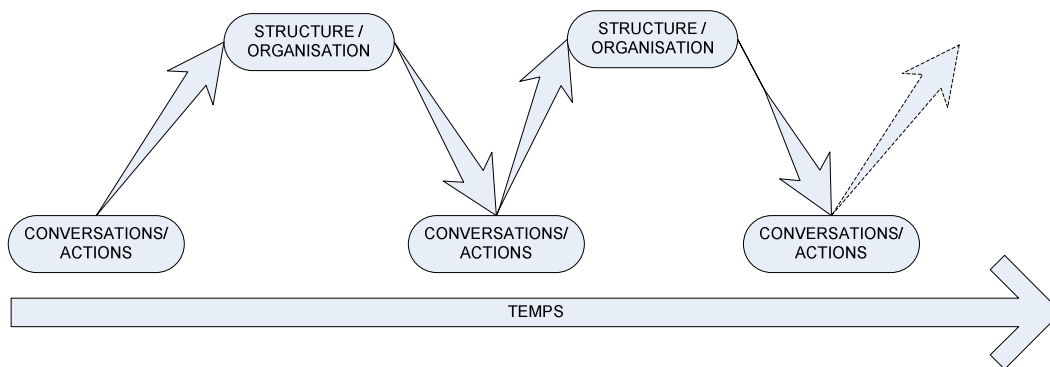 STRUCTURE /
ORGANISATION
STRUCTURE /
ORGANISATION
CONVERSATIONS/
ACTIONS
CONVERSATIONS/
ACTIONS
CONVERSATIONS/
ACTIONS
TEMPS